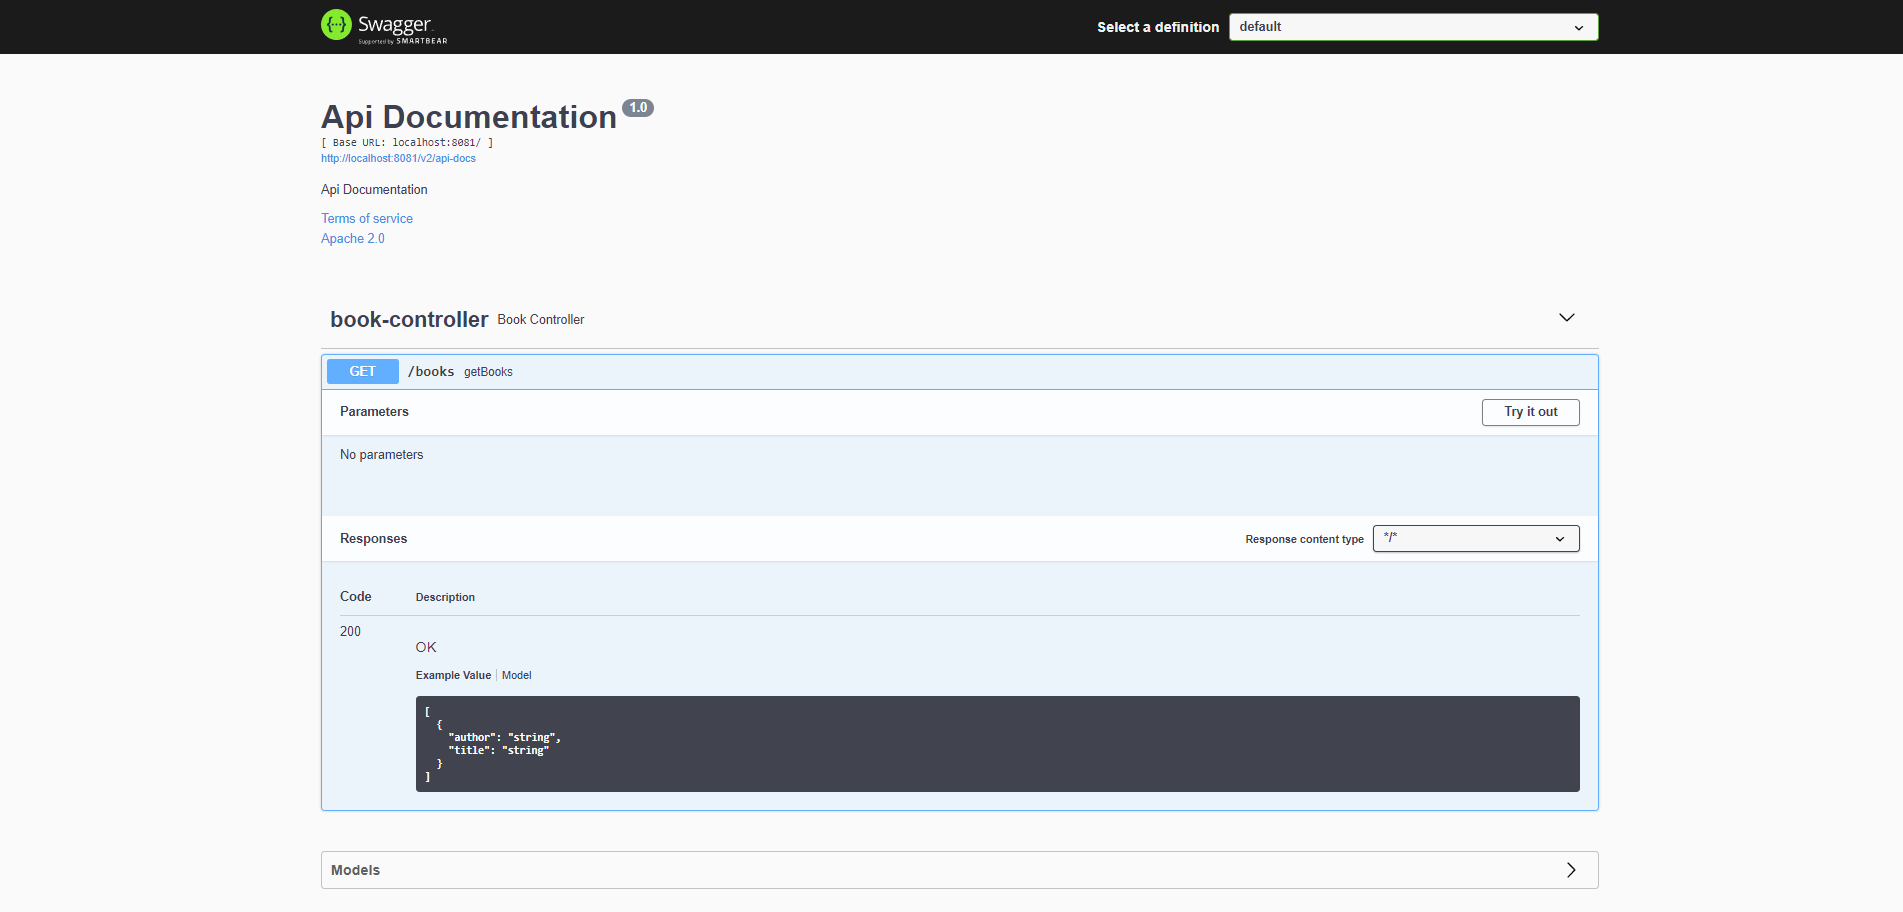 Swagger
Supported by SMARTBEAR
Select a definition
default
Api Documentation 1.0
[ Base URL: localhost:8081/ ]
http://localhost:8081/v2/api-docs
Api Documentation
Terms of service
Apache 2.0
book-controller Book Controller
GET /books getBooks
Parameters
Try it out
No parameters
Responses
Response content type
*/*
Code Description
200
OK
Example Value Model
[
  {
    "author": "string",
    "title": "string"
  }
]
Models